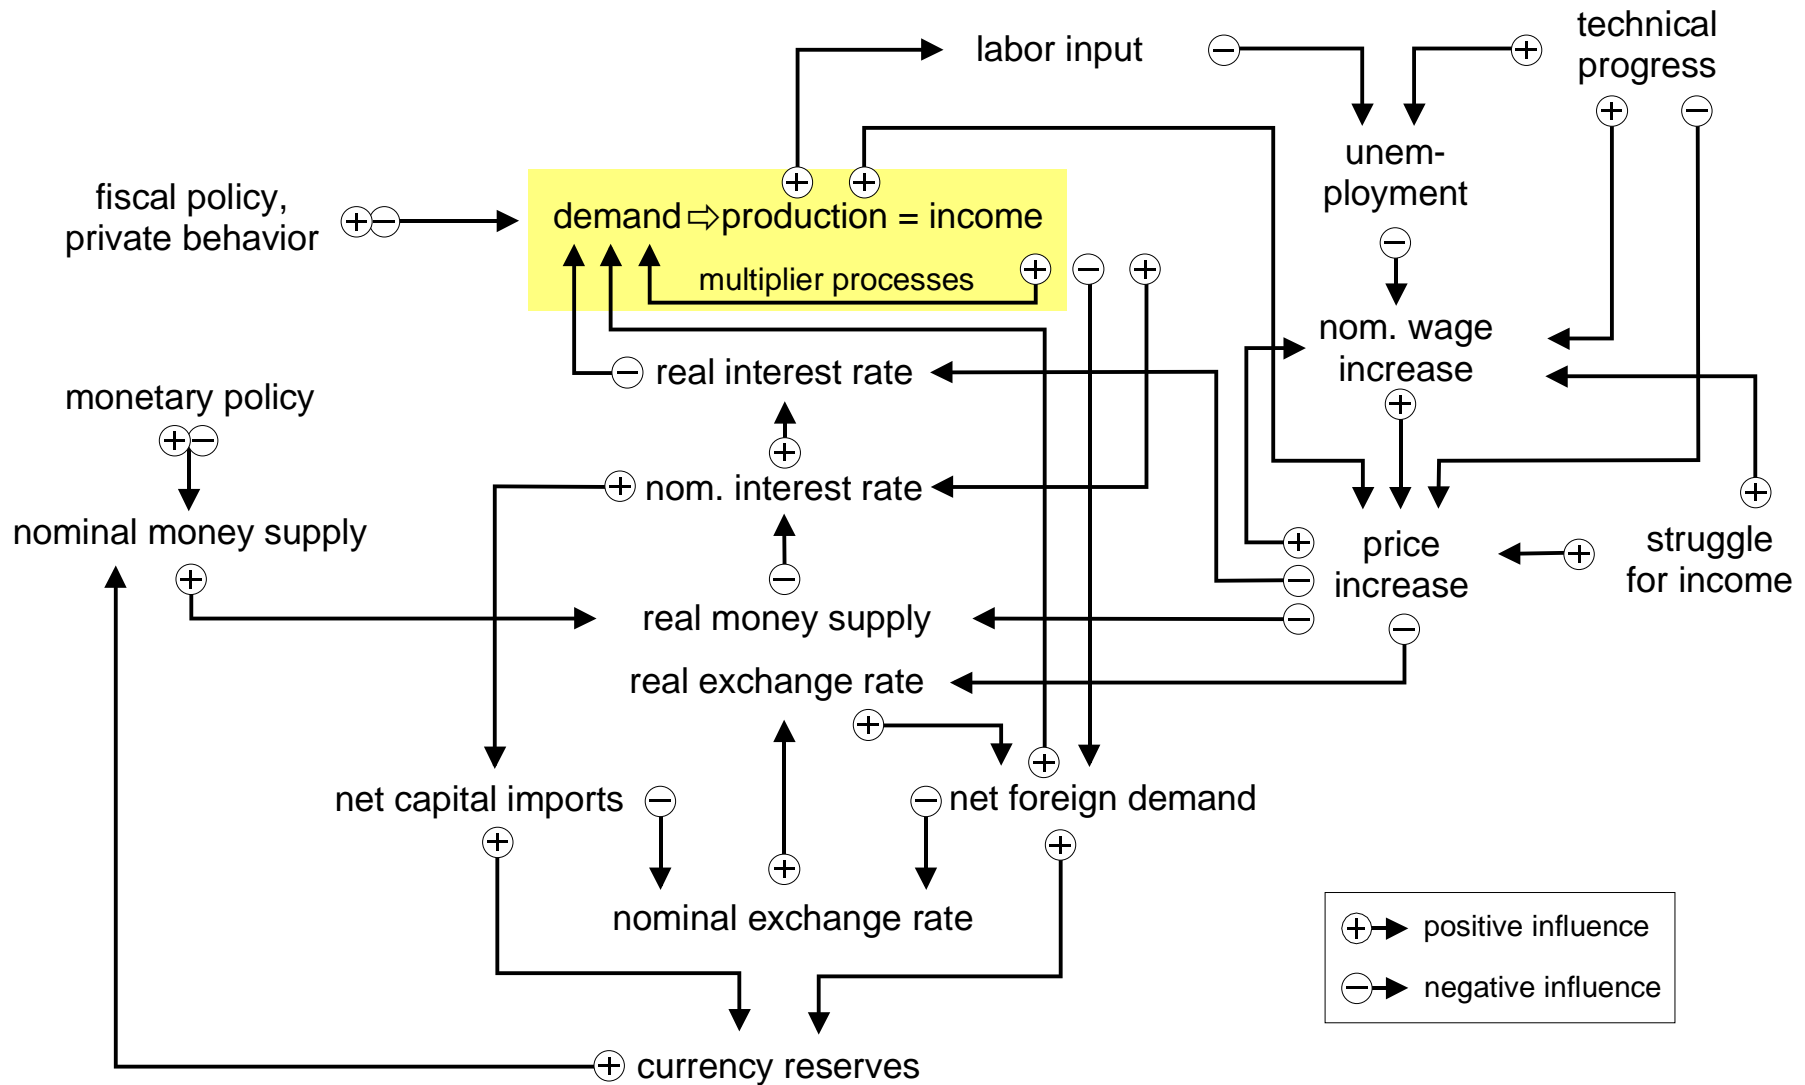 technical
progress
labor input
unem-
ployment
fiscal policy,
private behavior
demand ⇨ production = income
multiplier processes
nom. wage
increase
real interest rate
monetary policy
nom. interest rate
nominal money supply
price
increase
struggle
for income
real money supply
real exchange rate
net capital imports
net foreign demand
nominal exchange rate
positive influence
negative influence
currency reserves